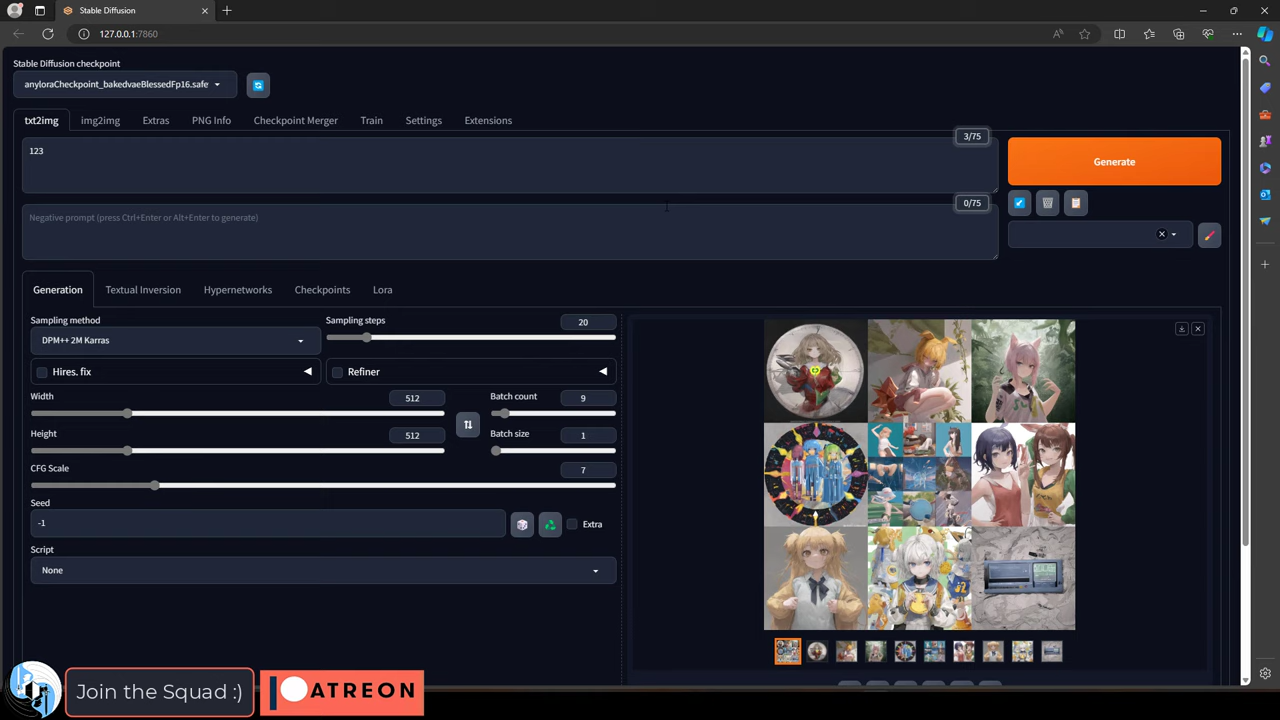 Stable Diffusion
127.0.0.1:7860
Stable Diffusion checkpoint
anyloraCheckpoint_bakedvaeBlessedFp16.safe
txt2img
img2img
Extras
PNG Info
Checkpoint Merger
Train
Settings
Extensions
3/75
123
Generate
0/75
Negative prompt (press Ctrl+Enter or Alt+Enter to generate)
Generation
Textual Inversion
Hypernetworks
Checkpoints
Lora
Sampling method
Sampling steps
20
DPM++ 2M Karras
Hires. fix
Refiner
Width
512
Batch count
9
Height
512
Batch size
1
CFG Scale
7
Seed
-1
Extra
Script
None
Join the Squad :)
PATREON